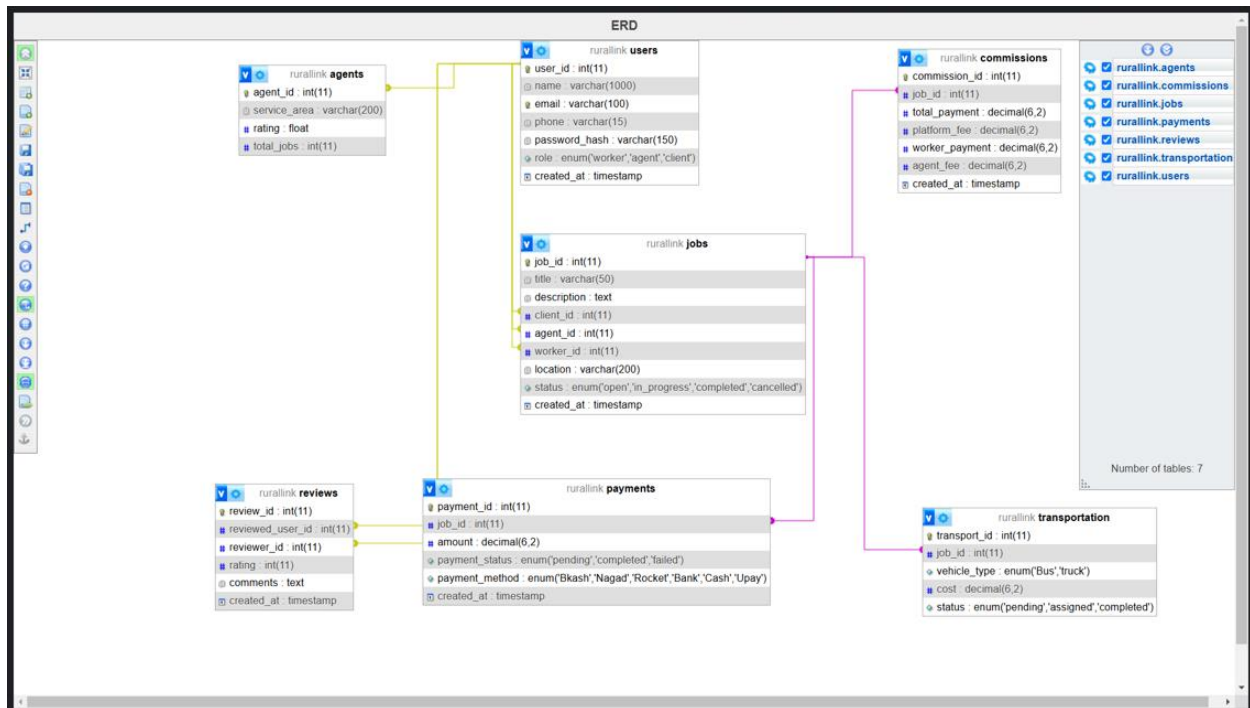 ERD
rurallink agents
agent_id : int(11)
service_area : varchar(200)
rating : float
total_jobs : int(11)
rurallink users
user_id : int(11)
name : varchar(1000)
email : varchar(100)
phone : varchar(15)
password_hash : varchar(150)
role : enum('worker','agent','client')
created_at : timestamp
rurallink commissions
commission_id : int(11)
job_id : int(11)
total_payment : decimal(6,2)
platform_fee : decimal(6,2)
worker_payment : decimal(6,2)
agent_fee : decimal(6,2)
created_at : timestamp
rurallink.agents
rurallink.commissions
rurallink.jobs
rurallink.payments
rurallink.reviews
rurallink.transportation
rurallink.users
Number of tables: 7
rurallink jobs
job_id : int(11)
title : varchar(50)
description : text
client_id : int(11)
agent_id : int(11)
worker_id : int(11)
location : varchar(200)
status : enum('open','in_progress','completed','cancelled')
created_at : timestamp
rurallink reviews
review_id : int(11)
reviewed_user_id : int(11)
reviewer_id : int(11)
rating : int(11)
comments : text
created_at : timestamp
rurallink payments
payment_id : int(11)
job_id : int(11)
amount : decimal(6,2)
payment_status : enum('pending','completed','failed')
payment_method : enum('Bkash','Nagad','Rocket','Bank','Cash','Upay')
created_at : timestamp
rurallink transportation
transport_id : int(11)
job_id : int(11)
vehicle_type : enum('Bus','truck')
cost : decimal(6,2)
status : enum('pending','assigned','completed')